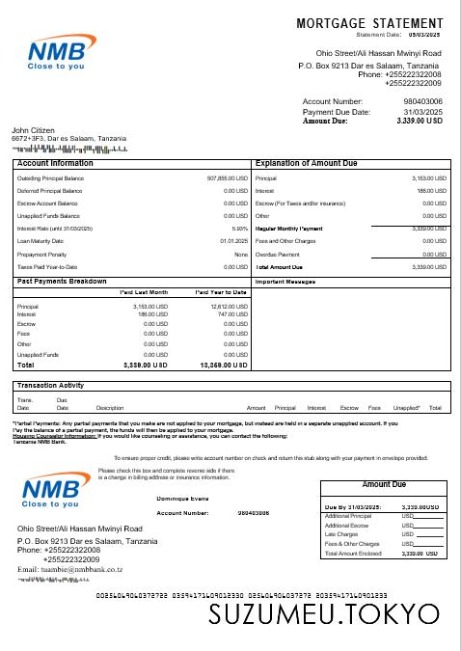 MORTGAGE STATEMENT
Statement Date: 05/03/2025
NMB
Close to you
Ohio Street/Ali Hassan Mwinyi Road
P.O. Box 9213 Dar es Salaam, Tanzania
Phone: +255222322008
+255222322009
Account Number: 980403006
Payment Due Date: 31/03/2025
Amount Due: 3,339.00 USD
John Citizen
6672+3F3, Dar es Salaam, Tanzania
Account Information
Outstding Principal Balance 507,855.00 USD
Deferred Principal Balance 0.00 USD
Escrow Account Balance 0.00 USD
Unapplied Funds Balance 0.00 USD
Interest Rate (until 31/03/2025)
Loan Maturity Date 01.01.2025
Prepayment Penalty None
Taxes Paid Year-to-Date 0.00 USD
Explanation of Amount Due
Principal 3,153.00 USD
Interest 186.00 USD
Escrow (For Taxes and/or Insurance) 0.00 USD
Other 0.00 USD
Regular Monthly Payment 3,339.00 USD
Fees and Other Charges 0.00 USD
Overdue Payment 0.00 USD
Total Amount Due 3,339.00 USD
Past Payments Breakdown
Paid Last Month Paid Year to Date
Principal 3,153.00 USD 12,612.00 USD
Interest 186.00 USD 747.00 USD
Escrow 0.00 USD 0.00 USD
Fees 0.00 USD 0.00 USD
Other 0.00 USD 0.00 USD
Unapplied Funds 0.00 USD 0.00 USD
Total 3,339.00 USD 13,359.00 USD
Important Messages
Transaction Activity
Trans. Date Due Date Description Amount Principal Interest Escrow Fees Unapplied* Total
*Partial Payments: Any partial payments that you make are not applied to your mortgage, but instead are held in a separate unapplied account. If you
Pay the balance of a partial payment, the funds will then be applied to your mortgage.
Housing Counselor Information: If you would like counseling or assistance, you can contact the following:
Tanzania NMB Bank.
To ensure proper credit, please write account number on check and return this stub along with your payment in envelope provided.
NMB
Close to you
Please check this box and complete reverse side if there
is a change in billing address or insurance information.
Dominique Evans
Account Number: 980403006
Ohio Street/Ali Hassan Mwinyi Road
P.O. Box 9213 Dar es Salaam, Tanzania
Phone: +255222322008
+255222322009
Email: tuambie@nmbbank.co.tz
Amount Due
Due By 31/03/2025: 3,339.00USD
Additional Principal USD
Additional Escrow USD
Late Charges USD
Fees & Other Charges USD
Total Amount Enclosed 3,339.00 USD
SUZUMEU.TOKYO